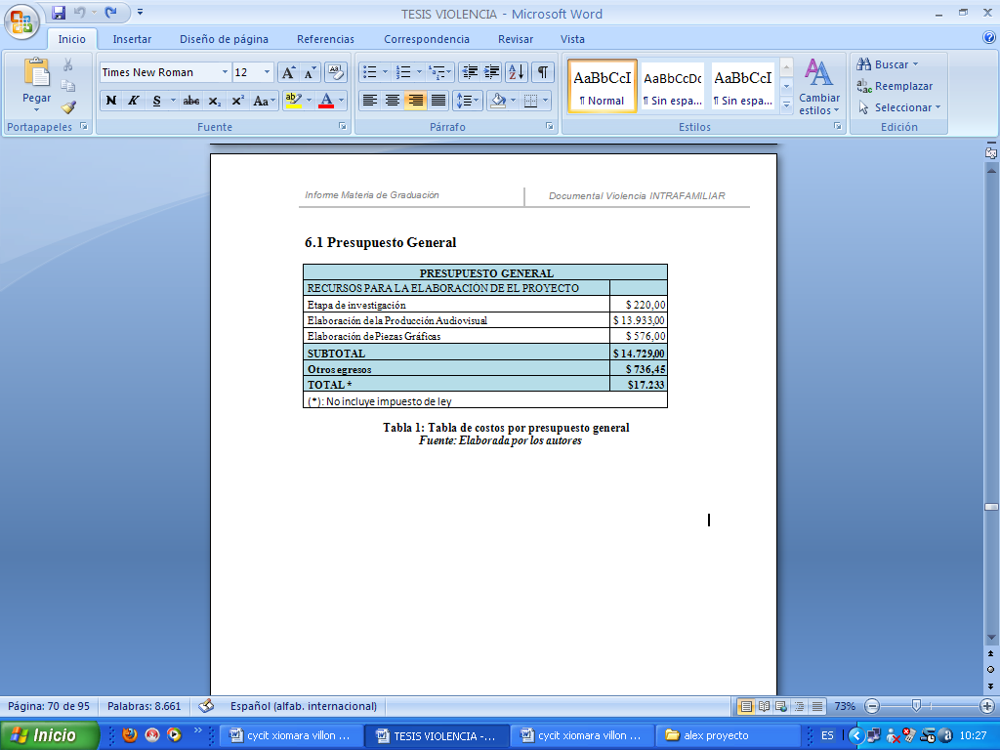 TESIS VIOLENCIA - Microsoft Word
Inicio Insertar Diseño de página Referencias Correspondencia Revisar Vista
Pegar
Portapapeles
Times New Roman 12
N K S abc x₂ x² Aa
Fuente
Párrafo
AaBbCcI AaBbCcDc AaBbCcI
¶ Normal ¶ Sin espa... ¶ Sin espa...
Cambiar estilos
Estilos
Buscar
Reemplazar
Seleccionar
Edición
Informe Materia de Graduación Documental Violencia INTRAFAMILIAR
6.1 Presupuesto General
PRESUPUESTO GENERAL
RECURSOS PARA LA ELABORACION DE EL PROYECTO
Etapa de investigación $ 220,00
Elaboración de la Producción Audiovisual $ 13.933,00
Elaboración de Piezas Gráficas $ 576,00
SUBTOTAL $ 14.729,00
Otros egresos $ 736,45
TOTAL * $17.233
(*): No incluye impuesto de ley
Tabla 1: Tabla de costos por presupuesto general
Fuente: Elaborada por los autores
Página: 70 de 95 Palabras: 8.661 Español (alfab. internacional) 73%
Inicio cycit xiomara villon ... TESIS VIOLENCIA -... cycit xiomara villon ... alex proyecto ES 10:27